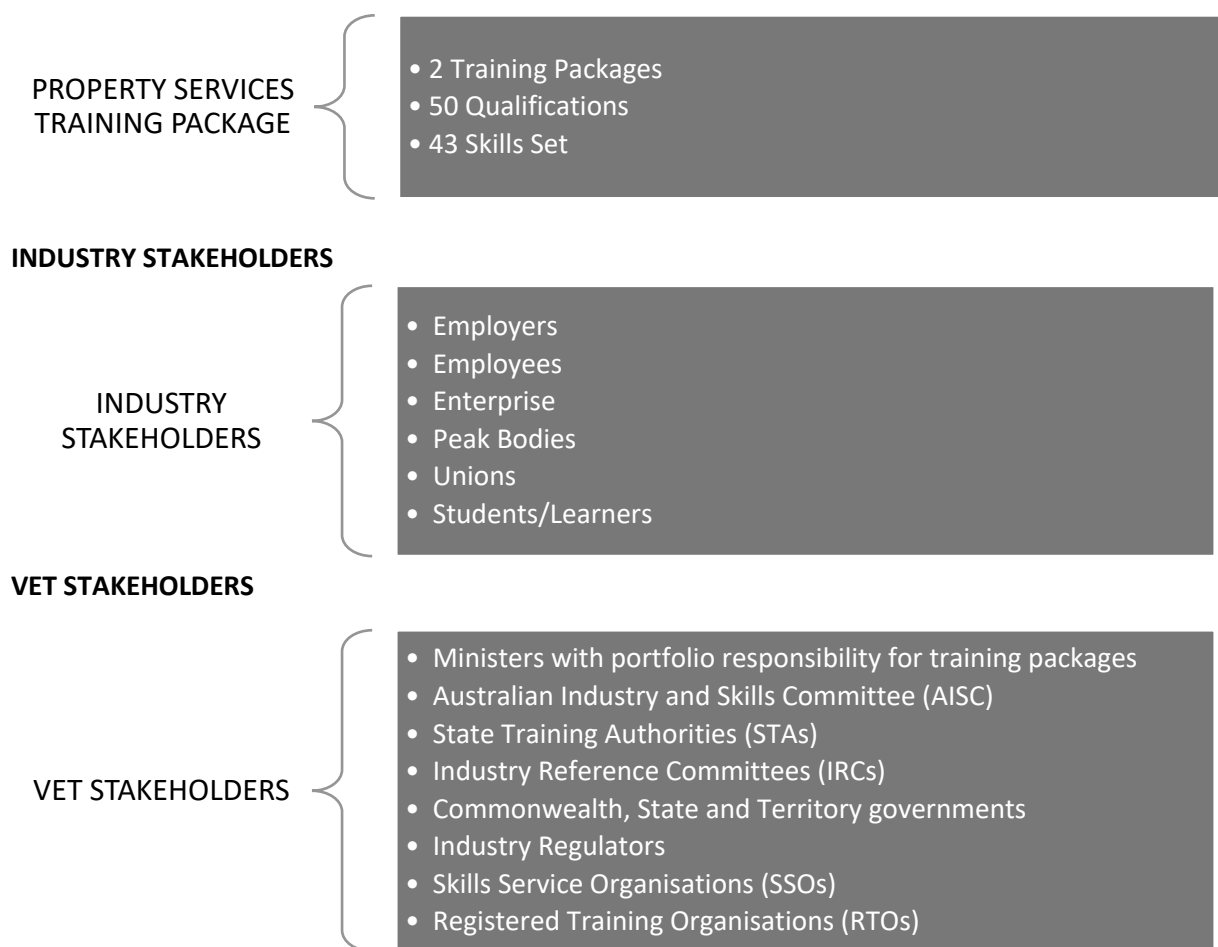 PROPERTY SERVICES
TRAINING PACKAGE
• 2 Training Packages
• 50 Qualifications
• 43 Skills Set
INDUSTRY STAKEHOLDERS
INDUSTRY
STAKEHOLDERS
• Employers
• Employees
• Enterprise
• Peak Bodies
• Unions
• Students/Learners
VET STAKEHOLDERS
VET STAKEHOLDERS
• Ministers with portfolio responsibility for training packages
• Australian Industry and Skills Committee (AISC)
• State Training Authorities (STAs)
• Industry Reference Committees (IRCs)
• Commonwealth, State and Territory governments
• Industry Regulators
• Skills Service Organisations (SSOs)
• Registered Training Organisations (RTOs)